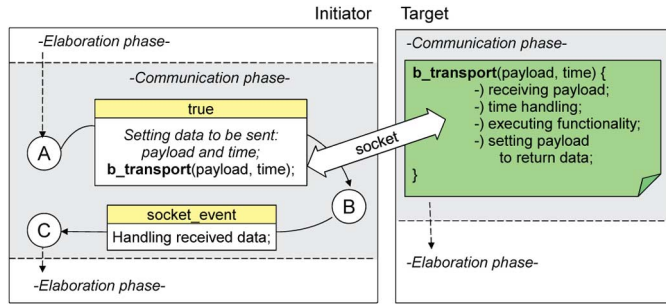 Initiator
Target
-Elaboration phase-
-Communication phase-
true
Setting data to be sent:
payload and time;
b_transport(payload, time);
A
B
socket_event
Handling received data;
C
-Elaboration phase-
socket
-Communication phase-
b_transport(payload, time) {
-) receiving payload;
-) time handling;
-) executing functionality;
-) setting payload
to return data;
}
-Elaboration phase-